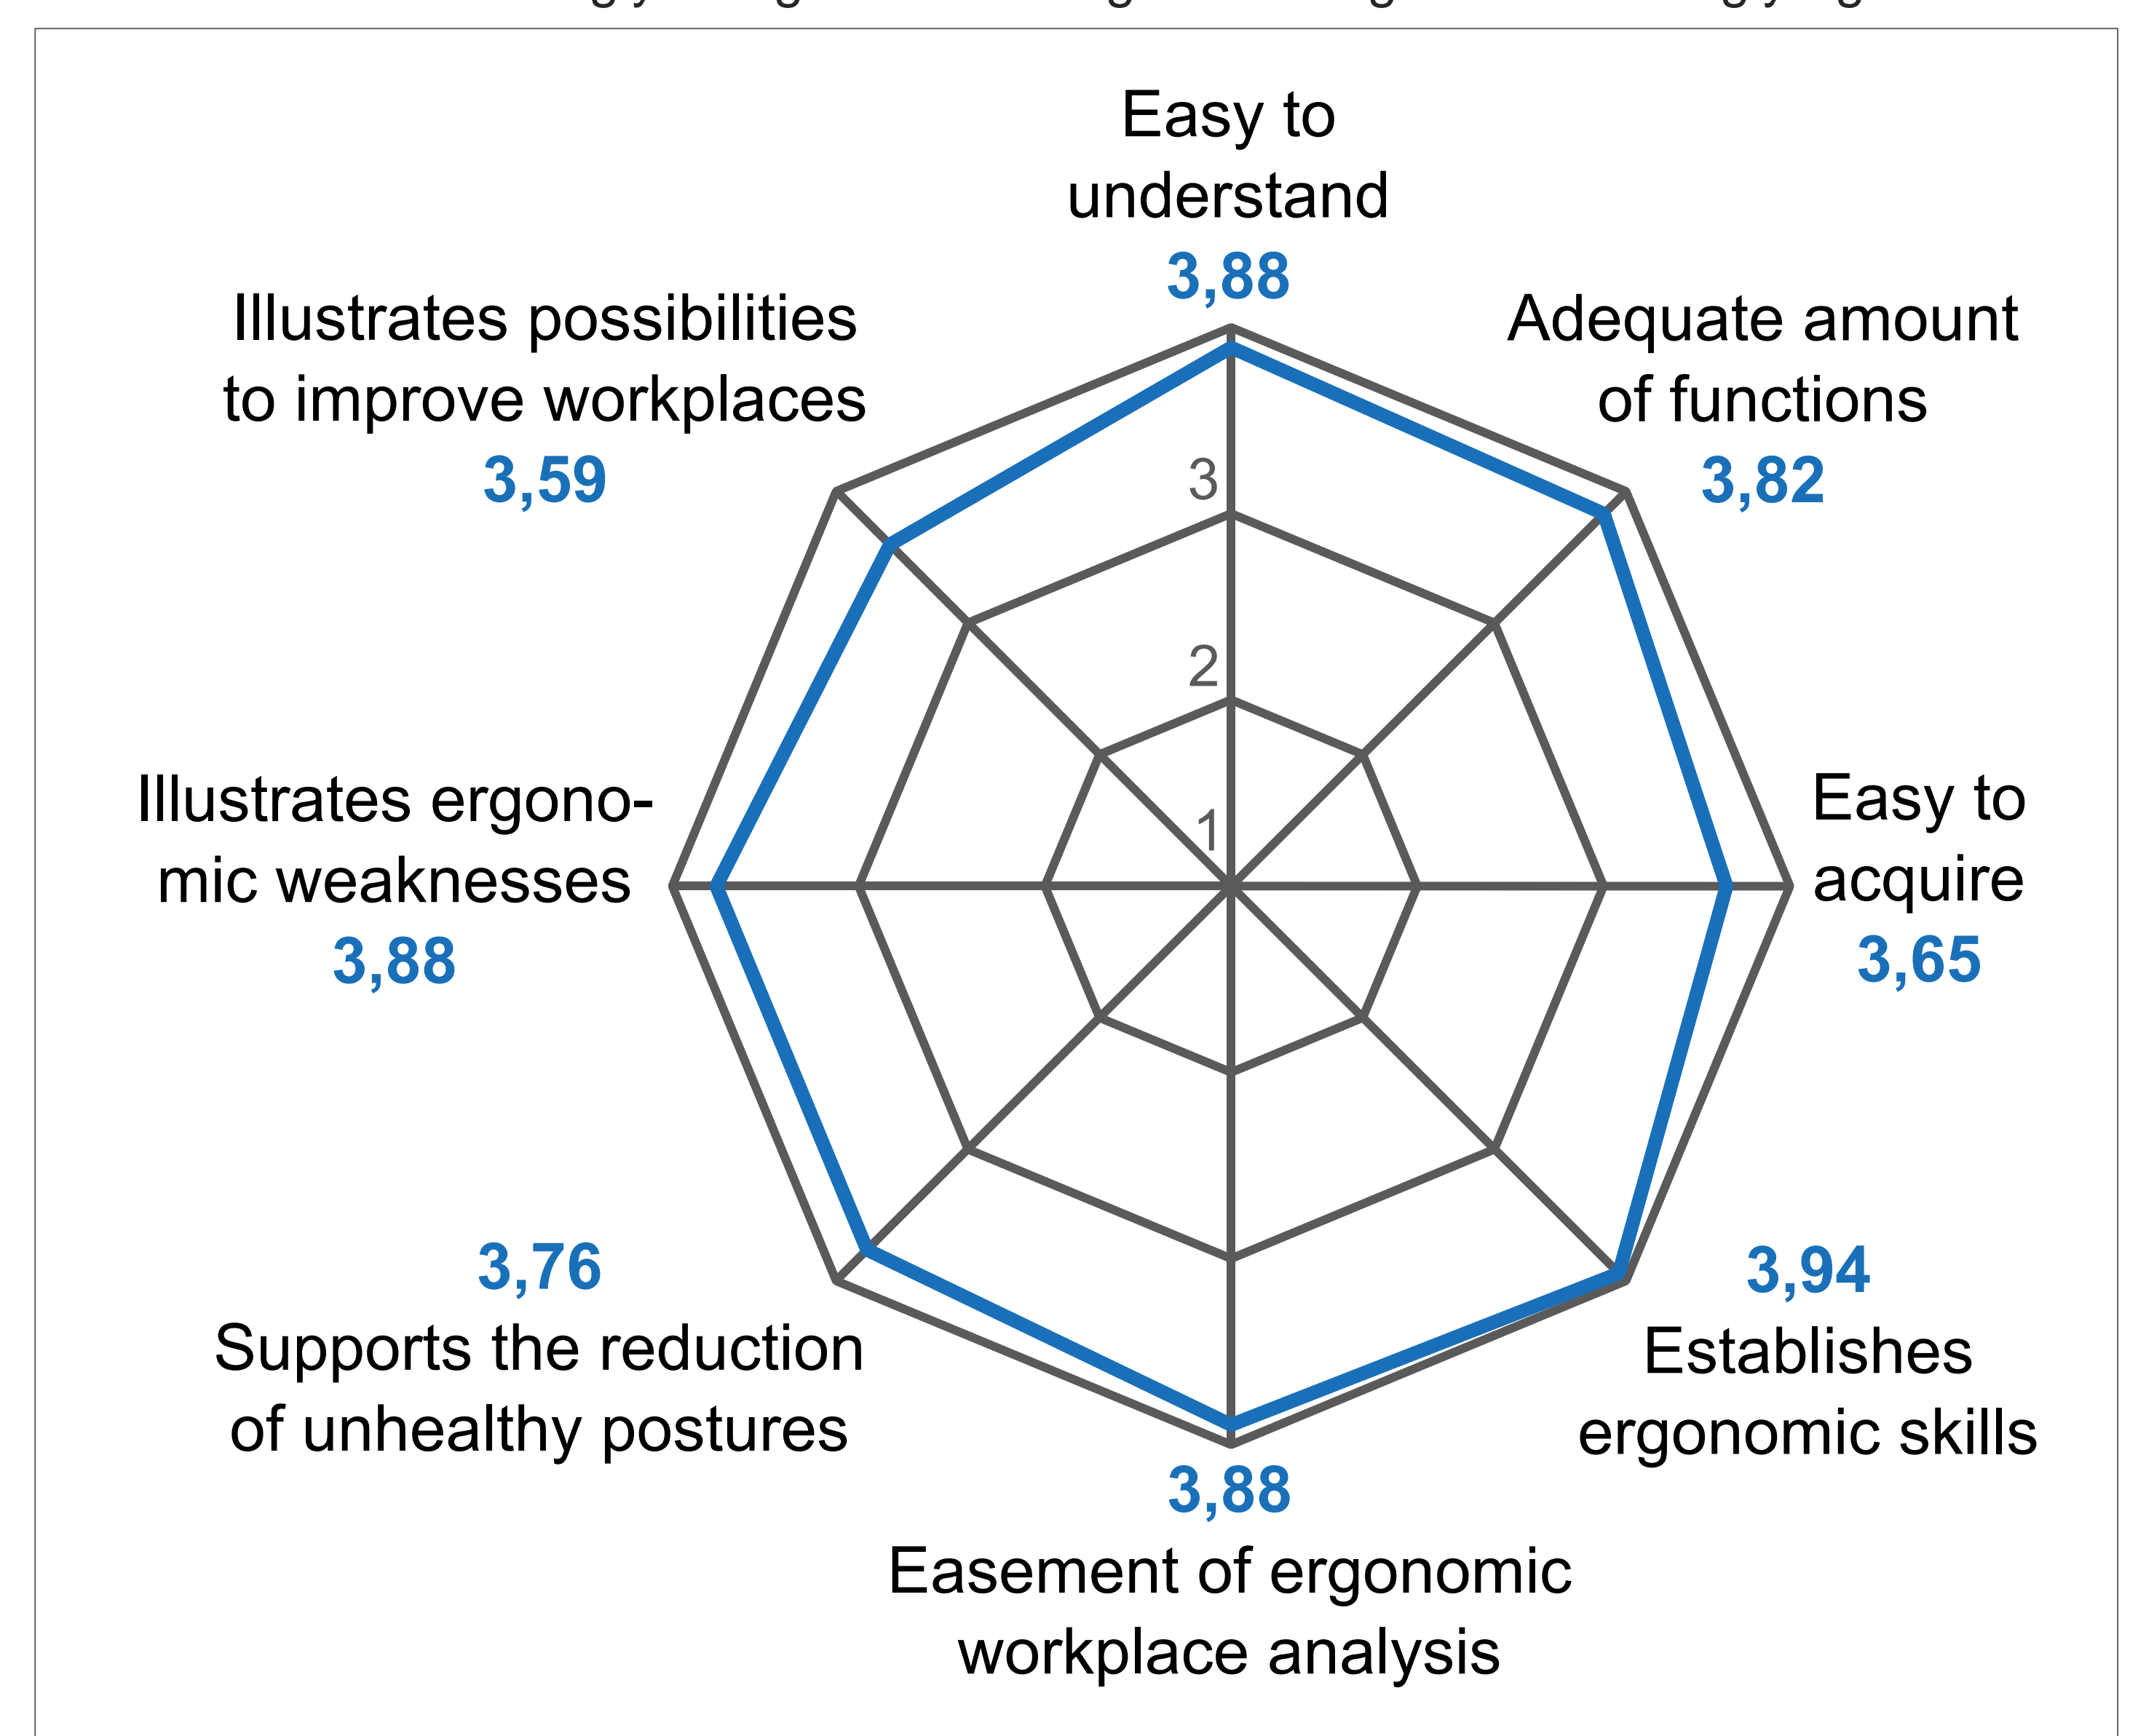 Easy to
understand
3,88
Adequate amount
of functions
3,82
Illustrates possibilities
to improve workplaces
3,59
3
2
1
Easy to
acquire
3,65
Illustrates ergono-
mic weaknesses
3,88
3,94
Establishes
ergonomic skills
3,76
Supports the reduction
of unhealthy postures
3,88
Easement of ergonomic
workplace analysis